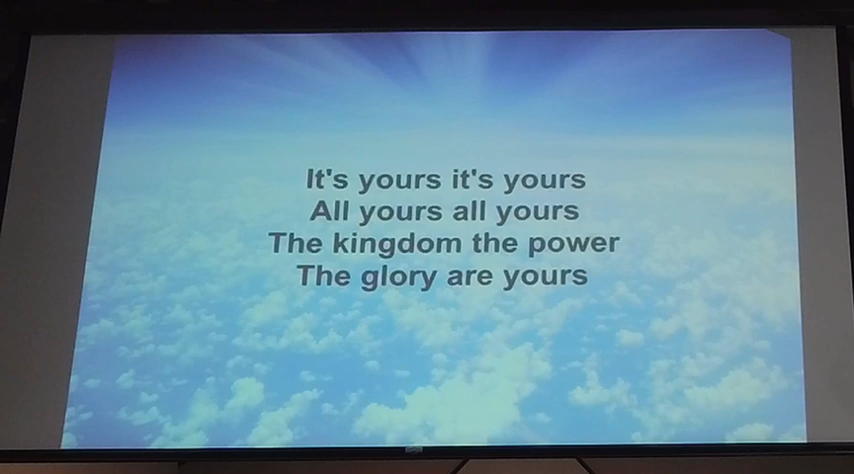 It's yours it's yours
All yours all yours
The kingdom the power
The glory are yours